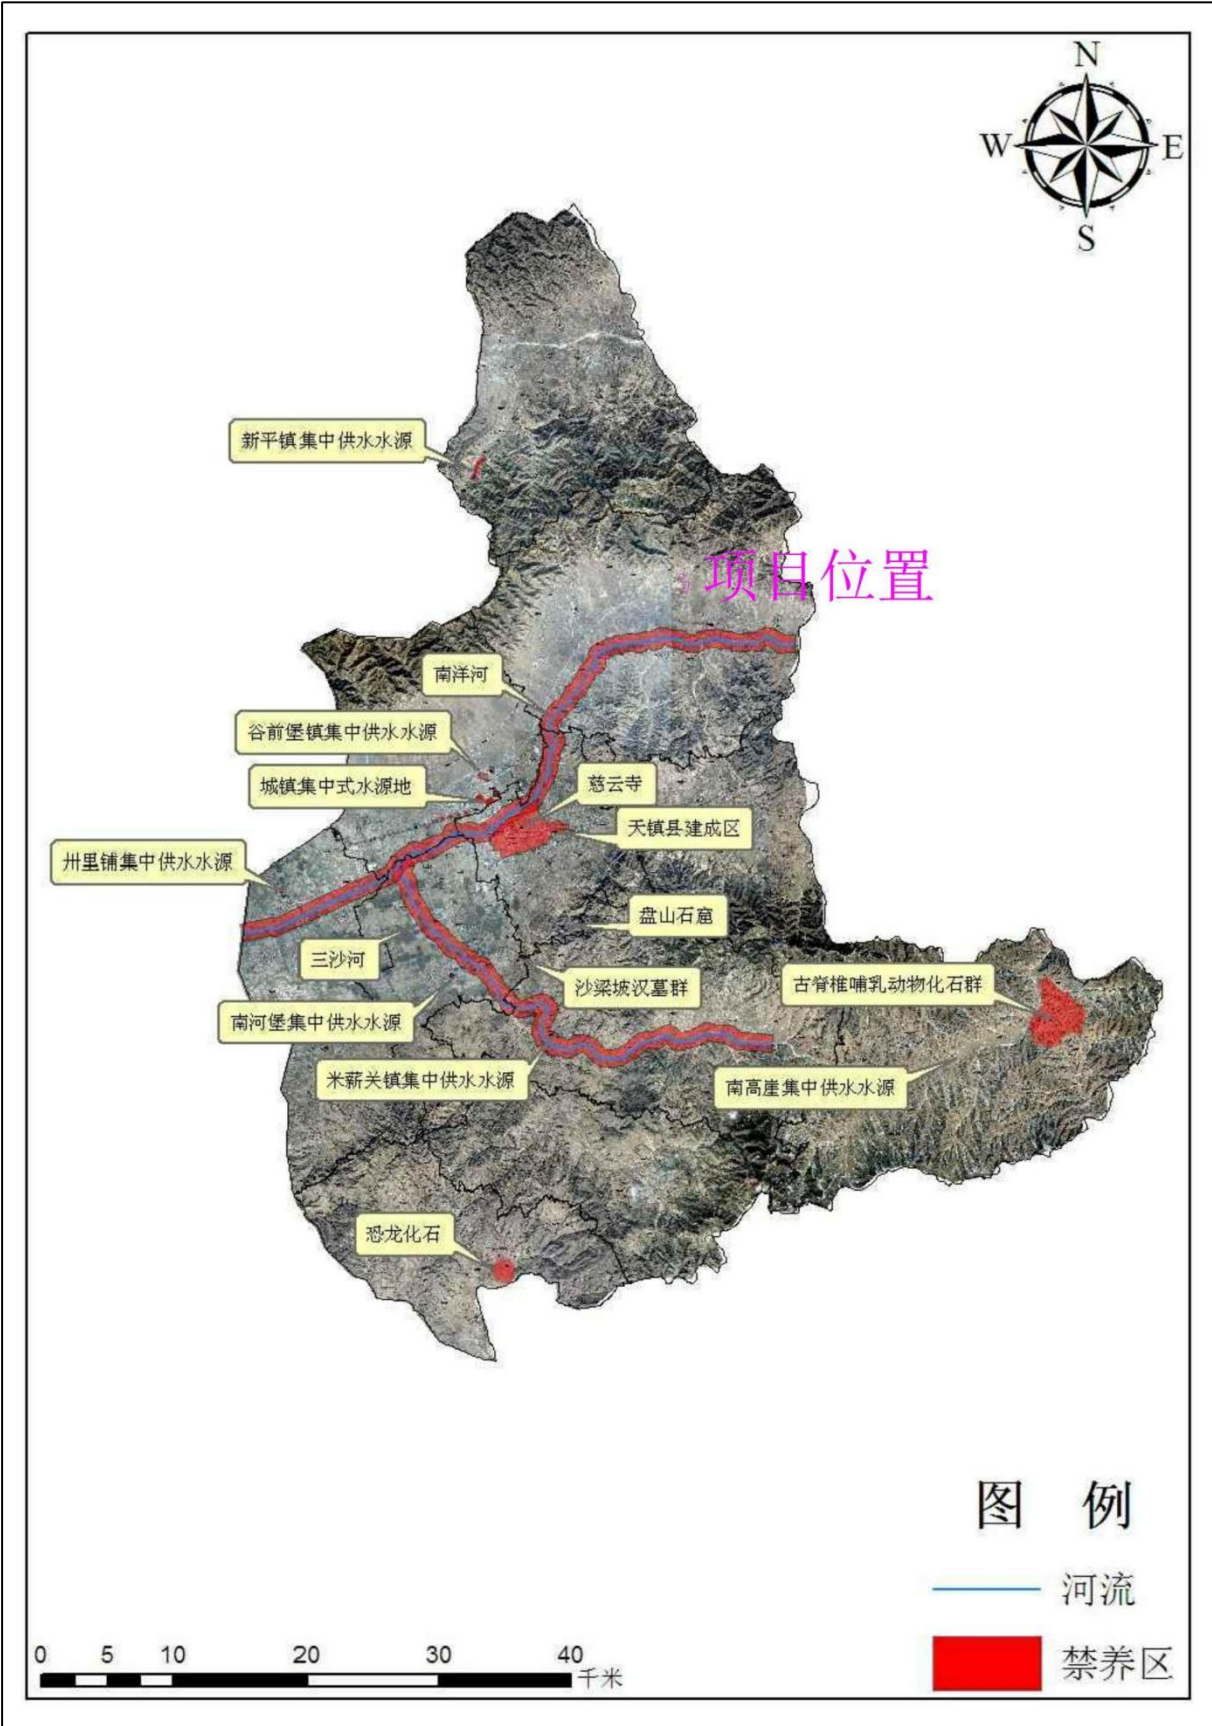 N
W
E
S
新平镇集中供水水源
项目位置
南洋河
谷前堡镇集中供水水源
城镇集中式水源地
慈云寺
天镇县建成区
卅里铺集中供水水源
盘山石窟
三沙河
沙梁坡汉墓群
古脊椎哺乳动物化石群
南河堡集中供水水源
米薪关镇集中供水水源
南高崖集中供水水源
恐龙化石
图 例
河流
禁养区
0 5 10 20 30 40
千米